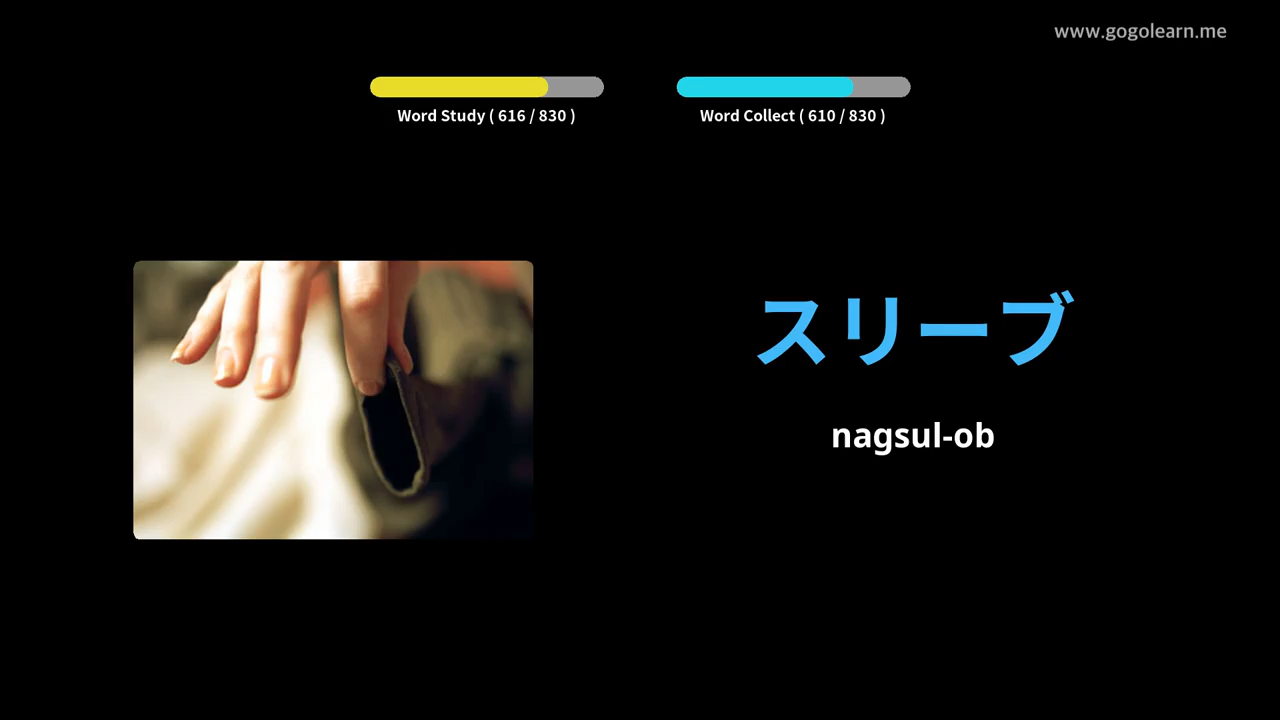 www.gogolearn.me
Word Study ( 616 / 830 )
Word Collect ( 610 / 830 )
スリーブ
nagsul-ob